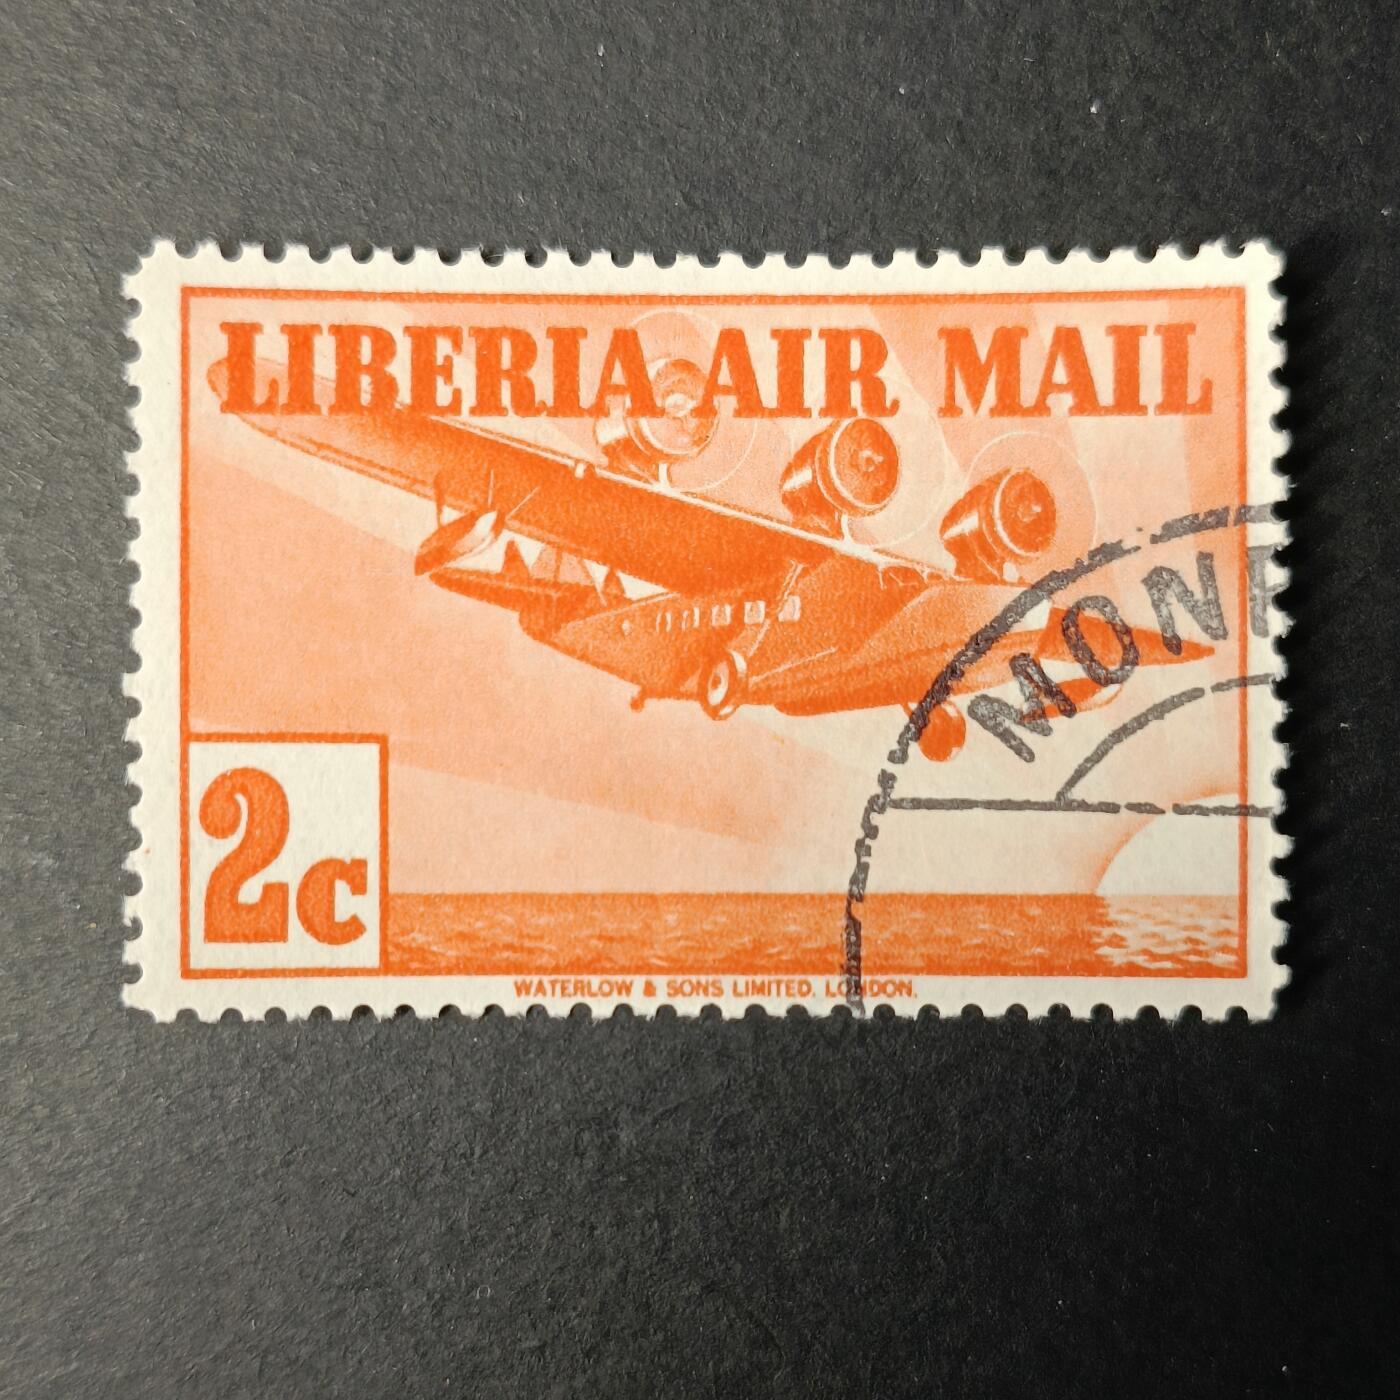 LIBERIA AIR MAIL
MON
2c
WATERLOW & SONS LIMITED, LONDON.